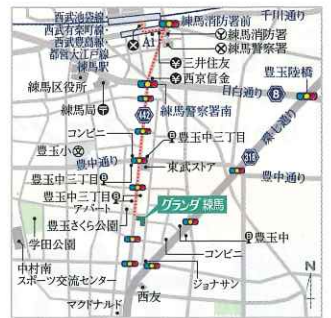 千川通り
西武池袋線・
西武有楽町線・
西武豊島線・
都営大江戸線
練馬駅
A1
練馬消防署前
練馬消防署
練馬警察署
三井住友
西京信金
豊玉陸橋
練馬区役所
目白通り
8
練馬局
442
練馬警察署南
環七通り
コンビニ
豊玉中三丁目
318
豊玉小
豊中通り
東武ストア
豊中通り
豊玉中三丁目
豊玉中三丁目
アパート
グランダ練馬
豊玉さくら公園
学田公園
豊玉中
中村南
スポーツ交流センター
コンビニ
ジョナサン
西友
マクドナルド